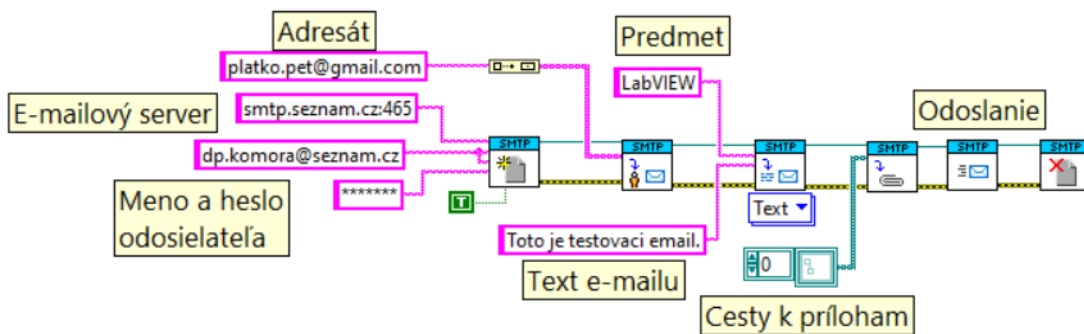 Adresát
Predmet
platko.pet@gmail.com
LabVIEW
E-mailový server
smtp.seznam.cz:465
Odoslanie
dp.komora@seznam.cz
SMTP
SMTP
SMTP
SMTP
SMTP
SMTP
Meno a heslo
odosielateľa
*******
T
Text
Toto je testovaci email.
Text e-mailu
0
Cesty k príloham